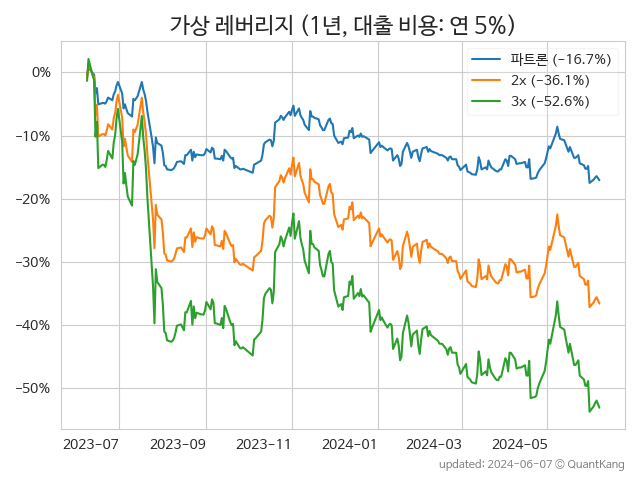 가상 레버리지 (1년, 대출 비용: 연 5%)
파트론 (−16.7%)
2x (−36.1%)
3x (−52.6%)
0%
−10%
−20%
−30%
−40%
−50%
2023-07
2023-09
2023-11
2024-01
2024-03
2024-05
updated: 2024-06-07 © QuantKang